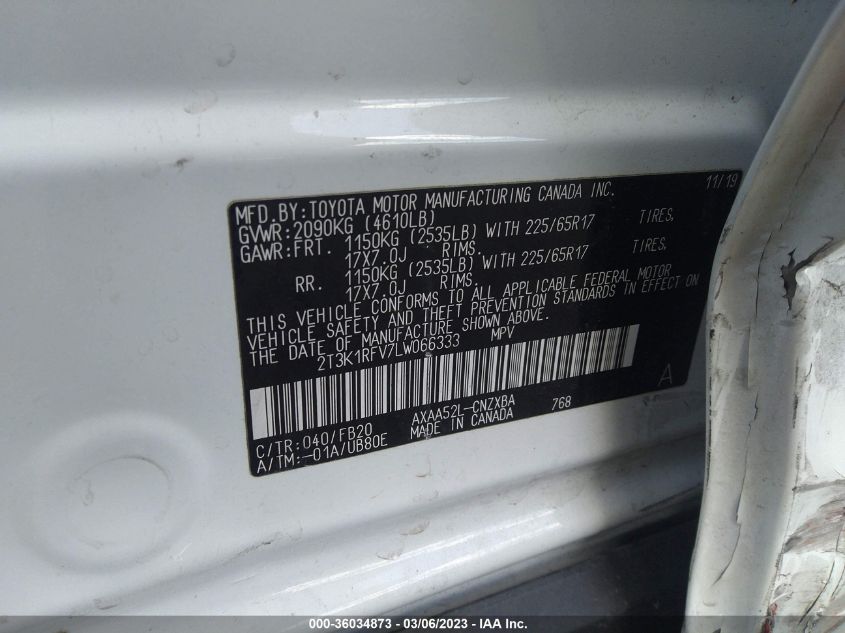 11/19
MFD.BY:TOYOTA MOTOR MANUFACTURING CANADA INC.
GVWR:2090KG (4610LB)
GAWR:FRT. 1150KG (2535LB) WITH 225/65R17 TIRES,
17X7.0J RIMS.
RR. 1150KG (2535LB) WITH 225/65R17 TIRES,
17X7.0J RIMS.
THIS VEHICLE CONFORMS TO ALL APPLICABLE FEDERAL MOTOR
VEHICLE SAFETY AND THEFT PREVENTION STANDARDS IN EFFECT ON
THE DATE OF MANUFACTURE SHOWN ABOVE.
2T3K1RFV7LW066333 MPV
A
C/TR:040/FB20 AXAA52L-CNZXBA 768
A/TM:-01A/UB80E MADE IN CANADA
000-36034873 - 03/06/2023 - IAA Inc.